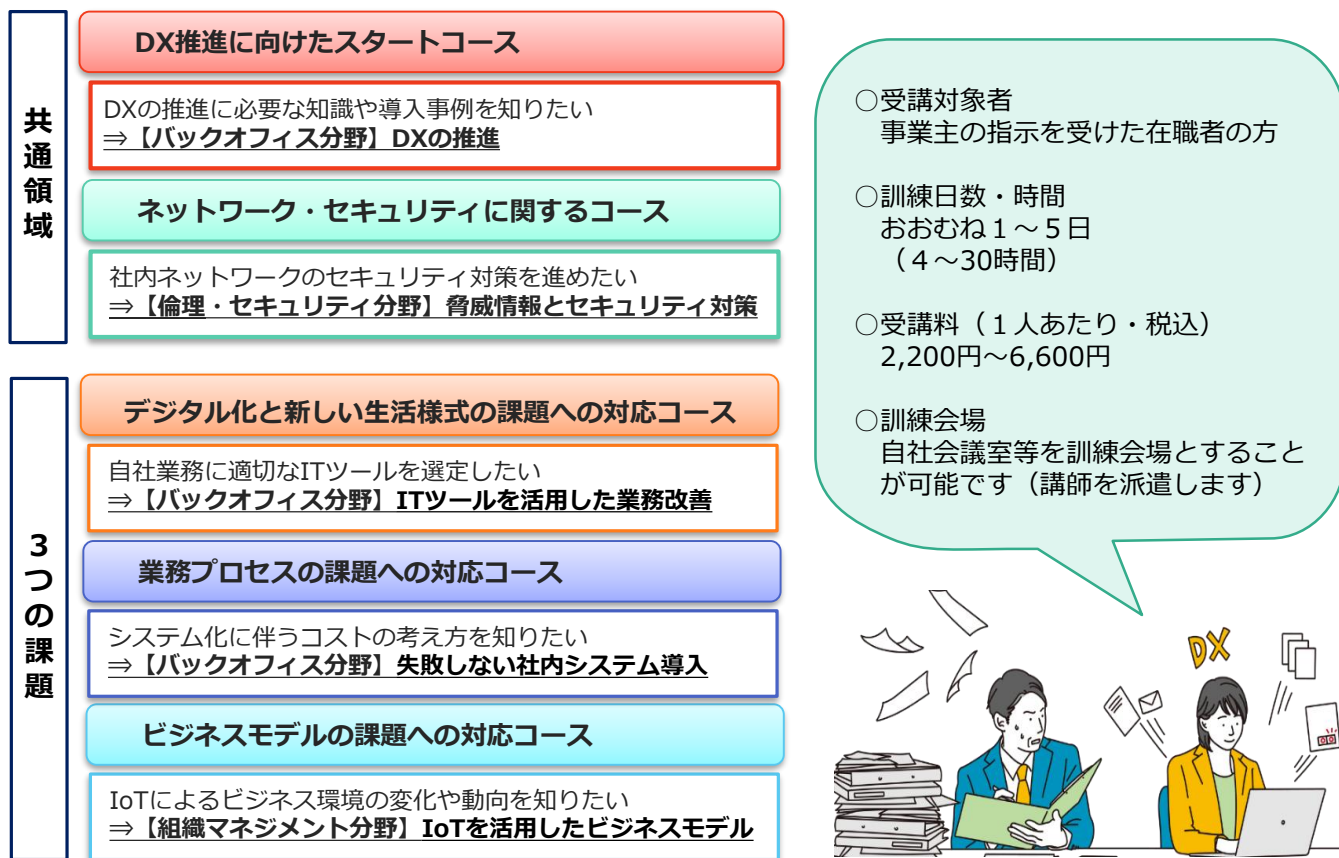 共通領域
DX推進に向けたスタートコース
DXの推進に必要な知識や導入事例を知りたい
⇒【バックオフィス分野】DXの推進
ネットワーク・セキュリティに関するコース
社内ネットワークのセキュリティ対策を進めたい
⇒【倫理・セキュリティ分野】脅威情報とセキュリティ対策
3つの課題
デジタル化と新しい生活様式の課題への対応コース
自社業務に適切なITツールを選定したい
⇒【バックオフィス分野】ITツールを活用した業務改善
業務プロセスの課題への対応コース
システム化に伴うコストの考え方を知りたい
⇒【バックオフィス分野】失敗しない社内システム導入
ビジネスモデルの課題への対応コース
IoTによるビジネス環境の変化や動向を知りたい
⇒【組織マネジメント分野】IoTを活用したビジネスモデル
○受講対象者
事業主の指示を受けた在職者の方
○訓練日数・時間
おおむね１～５日
（４～30時間）
○受講料（１人あたり・税込）
2,200円～6,600円
○訓練会場
自社会議室等を訓練会場とすること
が可能です（講師を派遣します）
DX